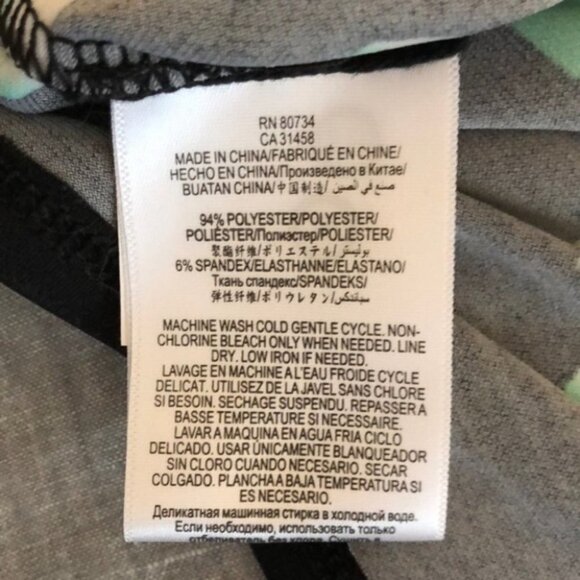 RN 80734
CA 31458
MADE IN CHINA/FABRIQUÉ EN CHINE/
HECHO EN CHINA/Произведено в Китае/
BUATAN CHINA/中国制造/ صنع في الصين/
94% POLYESTER/POLYESTER/
POLIÉSTER/Полиэстер/POLIESTER/
聚酯纤维/ポリエステル/ بوليستر
6% SPANDEX/ELASTHANNE/ELASTANO/
Ткань спандекс/SPANDEKS/
弹性纤维/ポリウレタン/ سباندكس
MACHINE WASH COLD GENTLE CYCLE. NON-
CHLORINE BLEACH ONLY WHEN NEEDED. LINE
DRY. LOW IRON IF NEEDED.
LAVAGE EN MACHINE A L'EAU FROIDE CYCLE
DELICAT. UTILISEZ DE LA JAVEL SANS CHLORE
SI BESOIN. SECHAGE SUSPENDU. REPASSER A
BASSE TEMPERATURE SI NECESSAIRE.
LAVAR A MAQUINA EN AGUA FRIA CICLO
DELICADO. USAR ÚNICAMENTE BLANQUEADOR
SIN CLORO CUANDO NECESARIO. SECAR
COLGADO. PLANCHA A BAJA TEMPERATURA SI
ES NECESARIO.
Деликатная машинная стирка в холодной воде.
Если необходимо, использовать только
отбеливатель без хлора. Сушить в